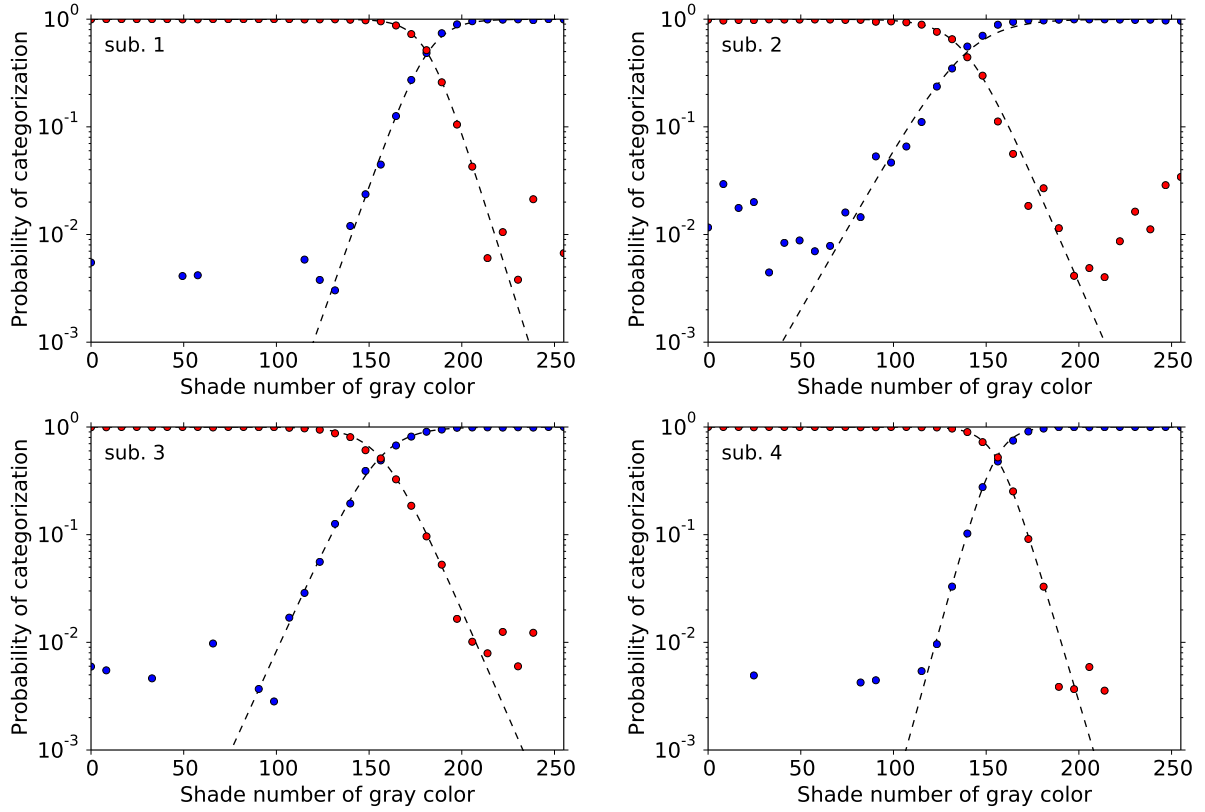 10^0
10^-1
10^-2
10^-3
Probability of categorization
sub. 1
0 50 100 150 200 250
Shade number of gray color
10^0
10^-1
10^-2
10^-3
Probability of categorization
sub. 2
0 50 100 150 200 250
Shade number of gray color
10^0
10^-1
10^-2
10^-3
Probability of categorization
sub. 3
0 50 100 150 200 250
Shade number of gray color
10^0
10^-1
10^-2
10^-3
Probability of categorization
sub. 4
0 50 100 150 200 250
Shade number of gray color